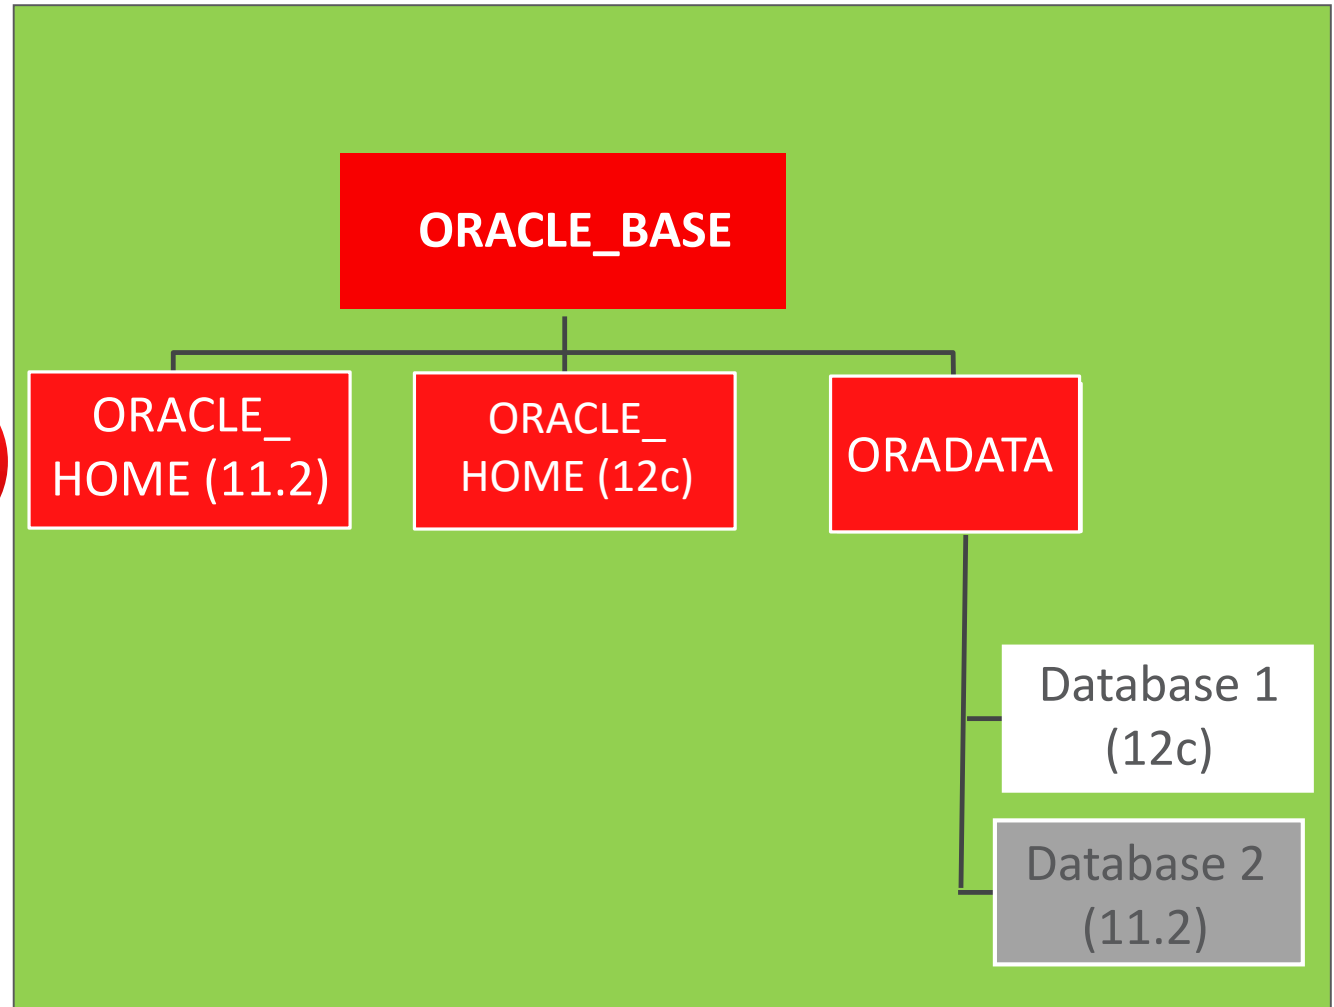 ORACLE_BASE
ORACLE_
HOME (11.2)
ORACLE_
HOME (12c)
ORADATA
Database 1
(12c)
Database 2
(11.2)